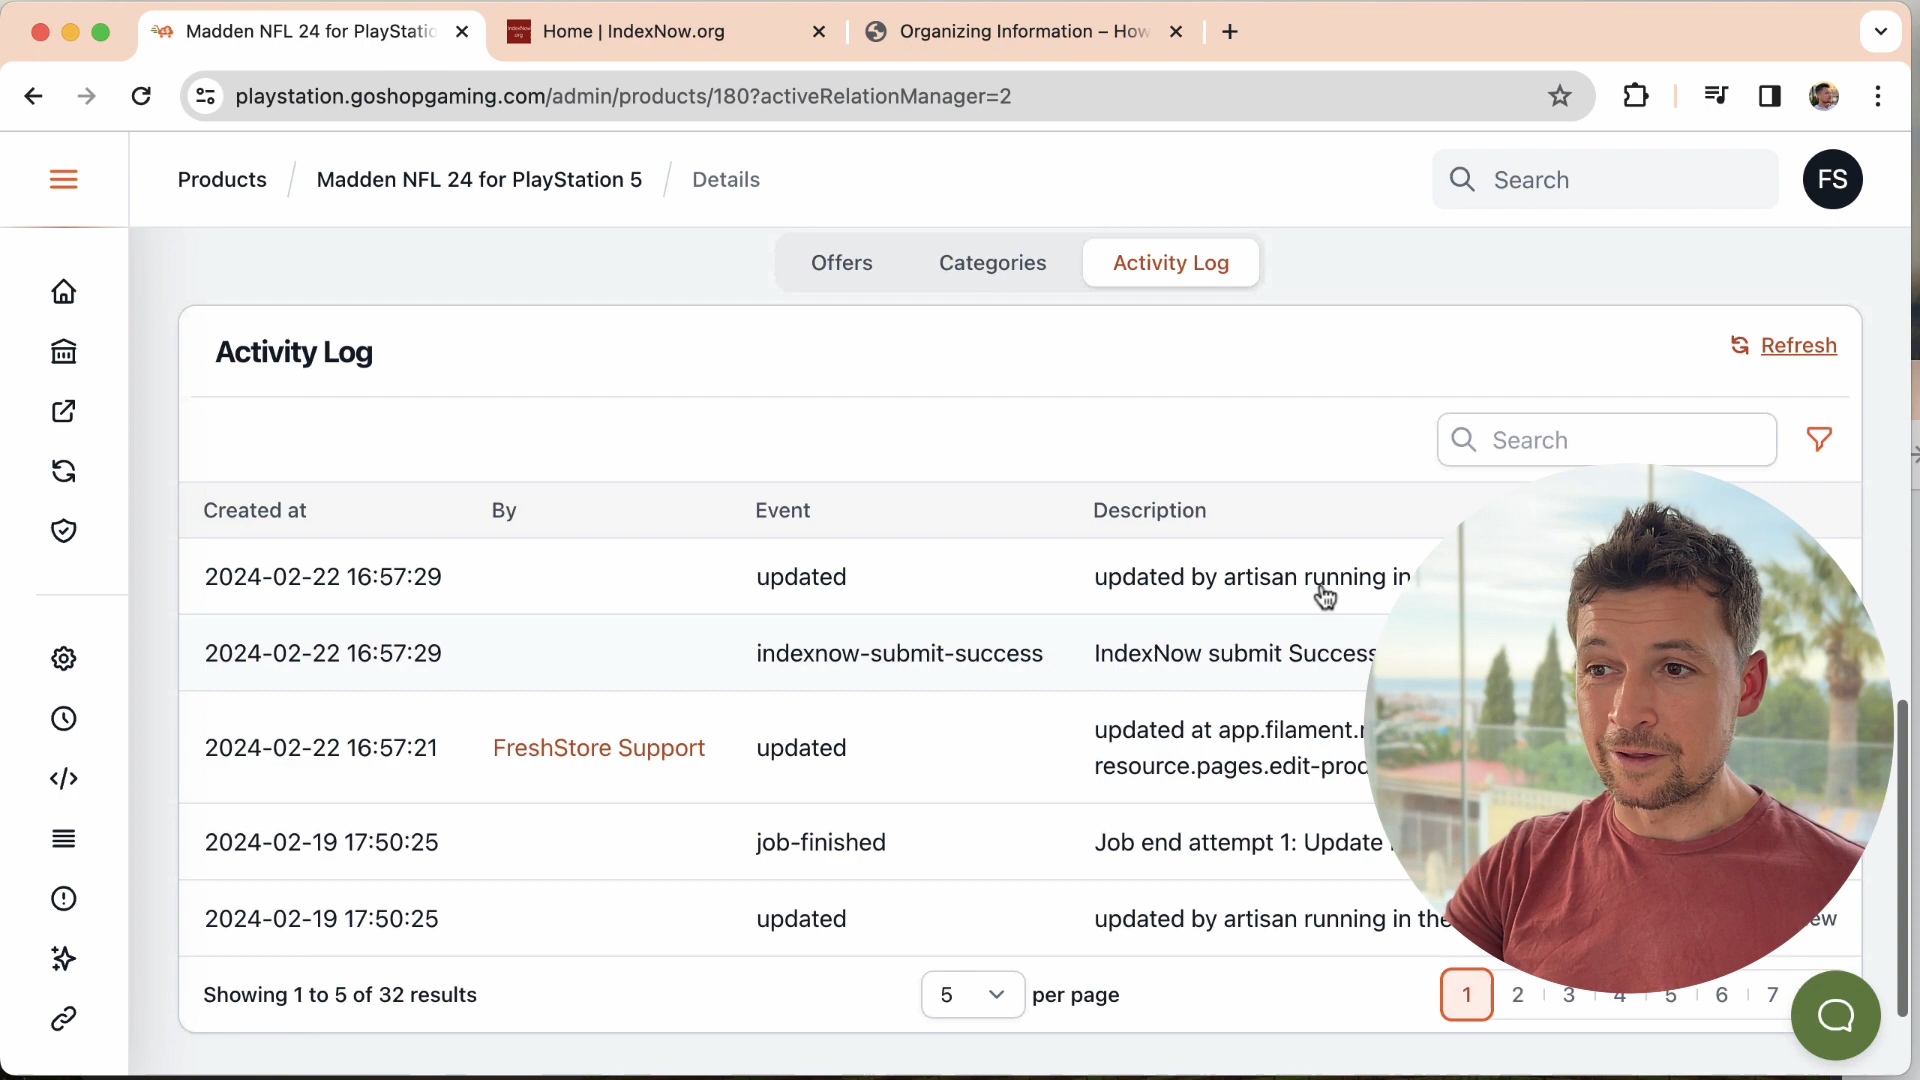 Madden NFL 24 for PlayStatio
Home | IndexNow.org
Organizing Information – How
playstation.goshopgaming.com/admin/products/180?activeRelationManager=2
Products / Madden NFL 24 for PlayStation 5 / Details
Search
FS
Offers
Categories
Activity Log
Activity Log
Refresh
Search
Created at By Event Description
2024-02-22 16:57:29 updated updated by artisan running in
2024-02-22 16:57:29 indexnow-submit-success IndexNow submit Success
2024-02-22 16:57:21 FreshStore Support updated updated at app.filament.r
resource.pages.edit-prod
2024-02-19 17:50:25 job-finished Job end attempt 1: Update
2024-02-19 17:50:25 updated updated by artisan running in the
ew
Showing 1 to 5 of 32 results
5 per page
1 2 3 4 5 6 7